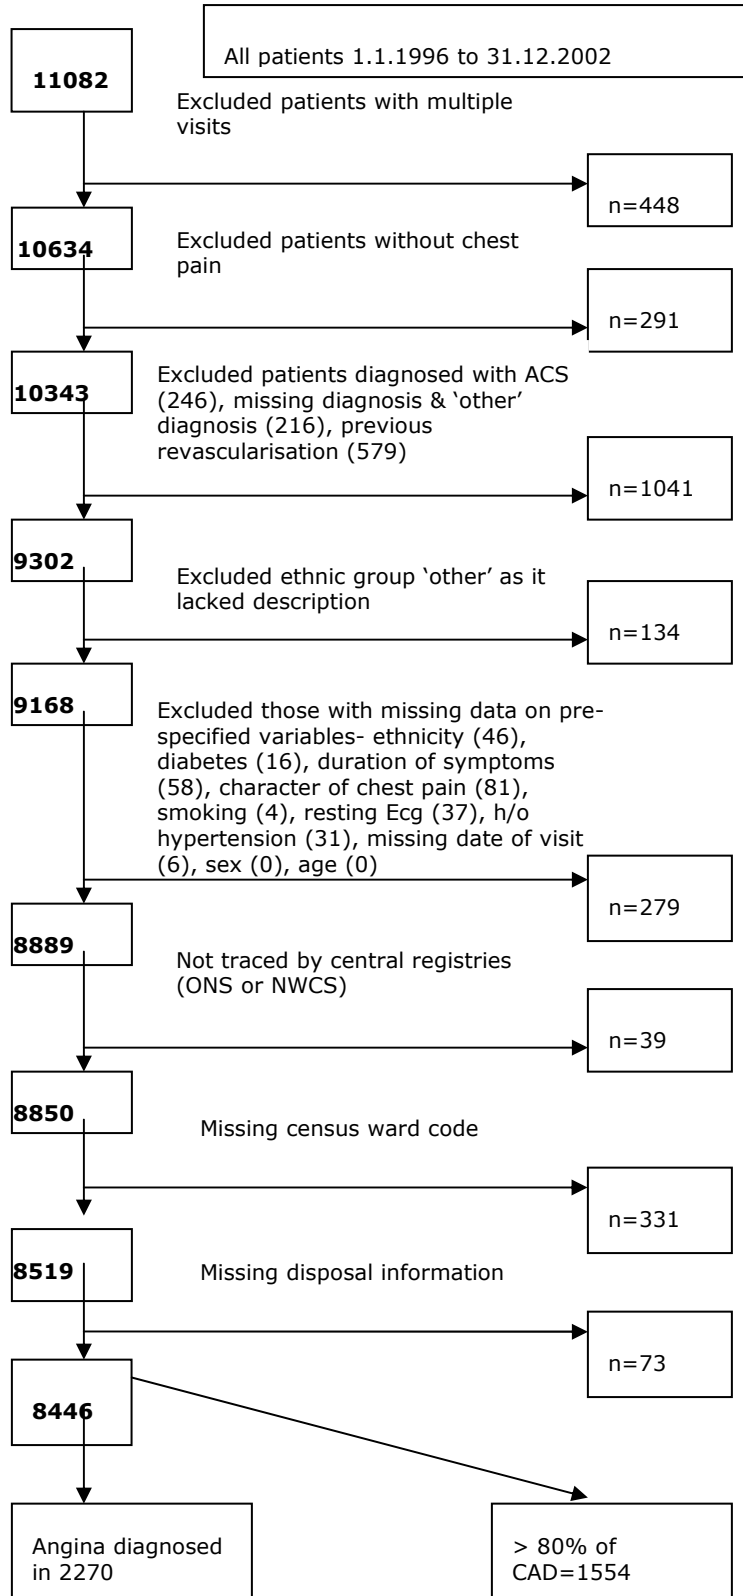 All patients 1.1.1996 to 31.12.2002
11082
Excluded patients with multiple
visits
n=448
10634
Excluded patients without chest
pain
n=291
10343
Excluded patients diagnosed with ACS
(246), missing diagnosis & ‘other’
diagnosis (216), previous
revascularisation (579)
n=1041
9302
Excluded ethnic group ‘other’ as it
lacked description
n=134
9168
Excluded those with missing data on pre-
specified variables- ethnicity (46),
diabetes (16), duration of symptoms
(58), character of chest pain (81),
smoking (4), resting Ecg (37), h/o
hypertension (31), missing date of visit
(6), sex (0), age (0)
n=279
8889
Not traced by central registries
(ONS or NWCS)
n=39
8850
Missing census ward code
n=331
8519
Missing disposal information
n=73
8446
Angina diagnosed
in 2270
> 80% of
CAD=1554